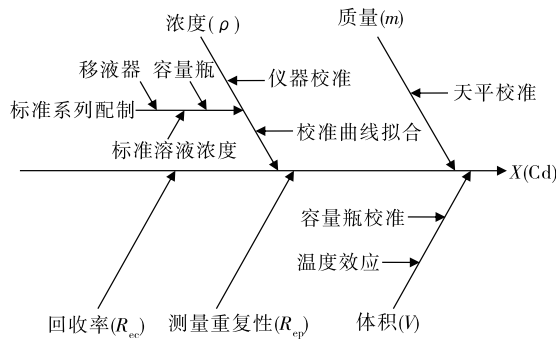 浓度(ρ)
质量(m)
移液器
容量瓶
仪器校准
天平校准
标准系列配制
标准溶液浓度
校准曲线拟合
X(Cd)
容量瓶校准
温度效应
回收率(Rec)
测量重复性(Rep)
体积(V)